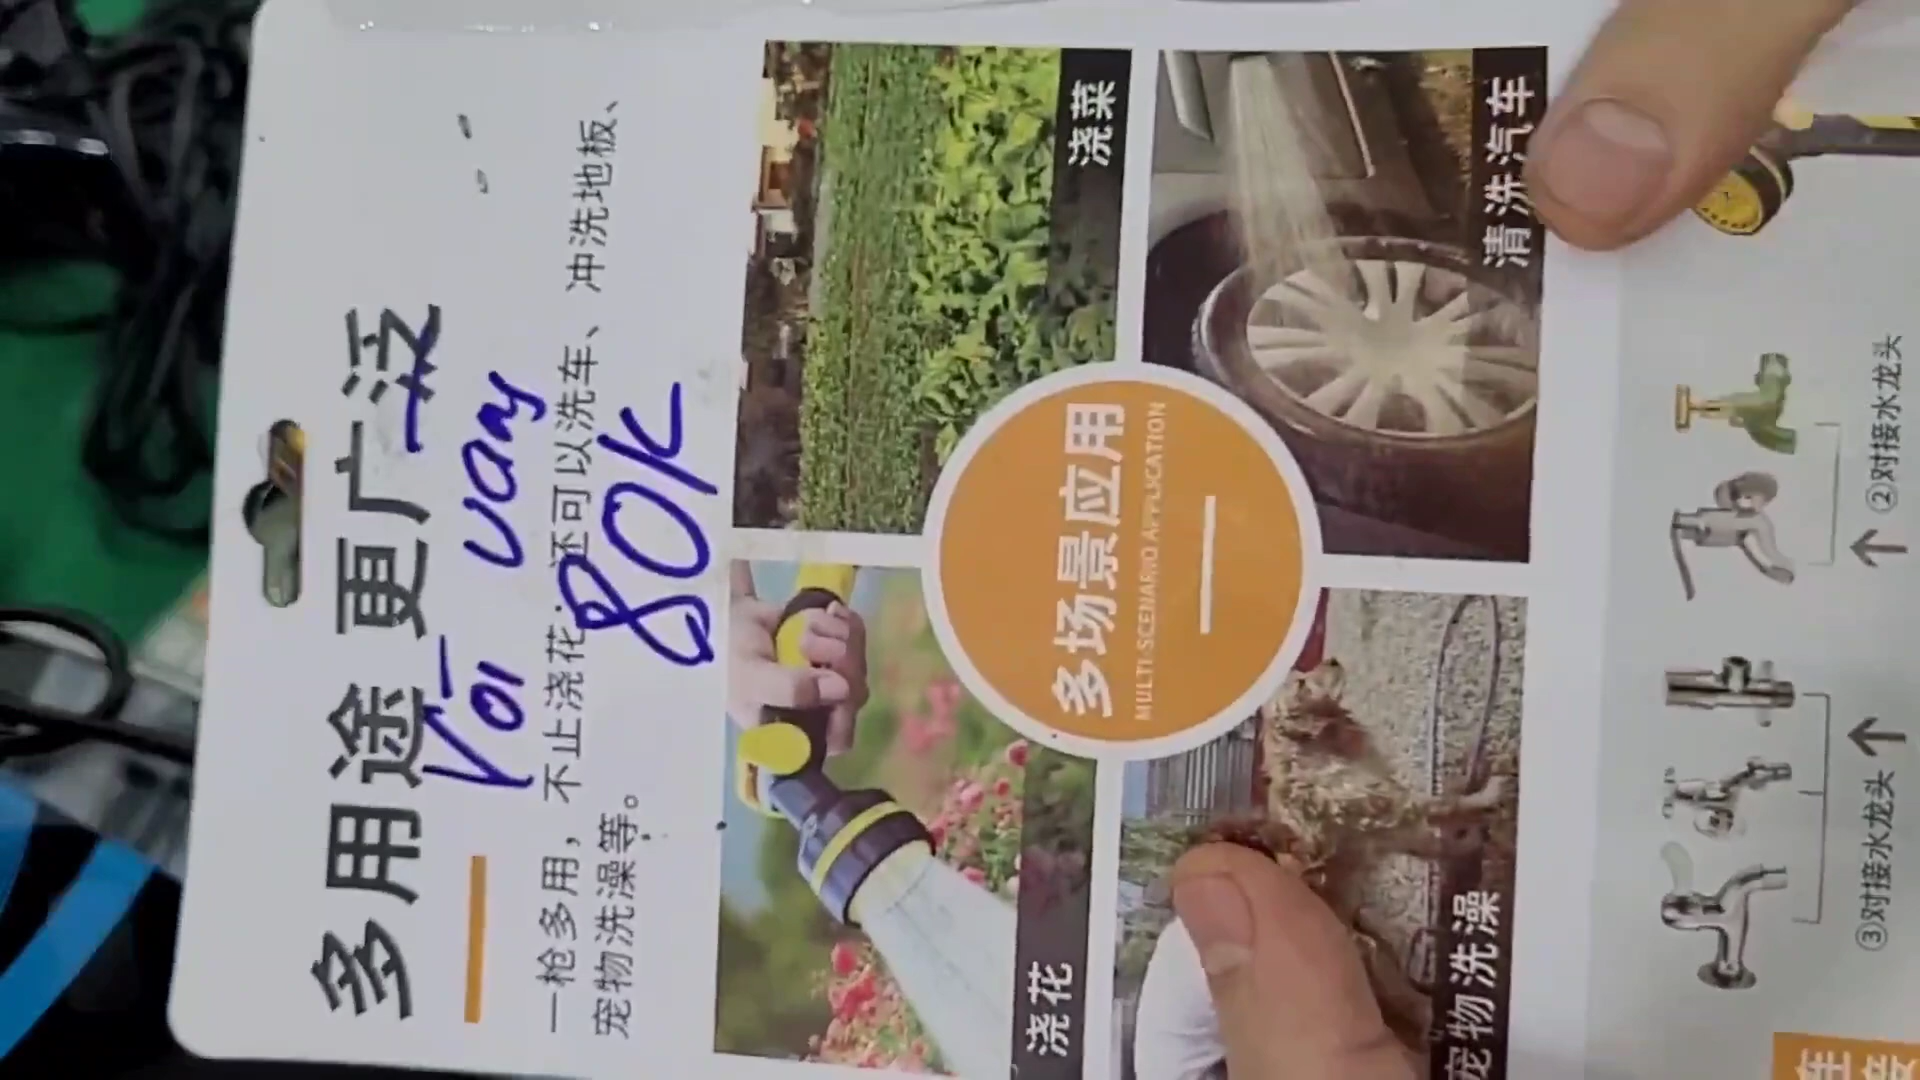 多用途 更广泛
Vòi vàng
80K
一枪多用，不止浇花；还可以洗车、冲洗地板、
宠物洗澡等。
浇花
浇菜
多场景应用
MULTI SCENARIO APPLICATION
宠物洗澡
清洗汽车
③对接水龙头
②对接水龙头